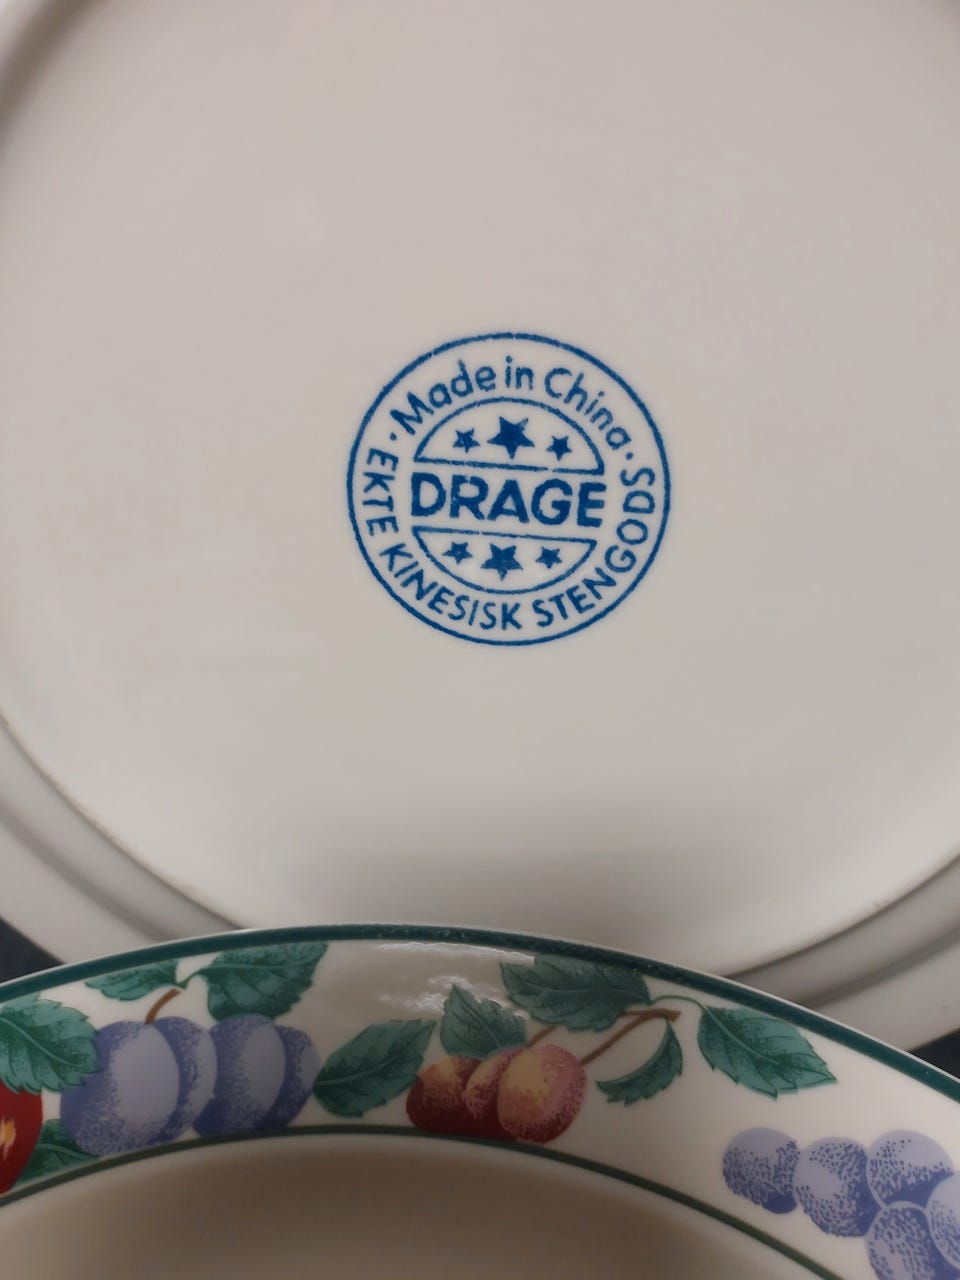 · Made in China ·
DRAGE
EKTE KINESISK STENGODS